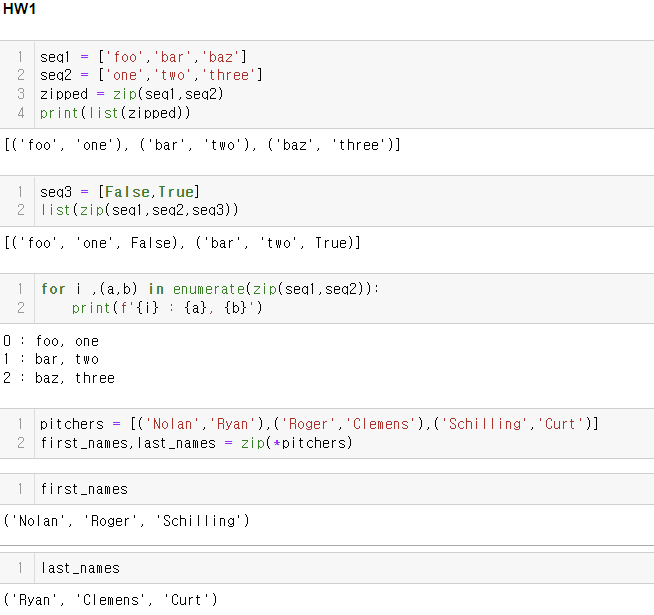 HW1
1 seq1 = ['foo','bar','baz']
2 seq2 = ['one','two','three']
3 zipped = zip(seq1,seq2)
4 print(list(zipped))
[('foo', 'one'), ('bar', 'two'), ('baz', 'three')]
1 seq3 = [False,True]
2 list(zip(seq1,seq2,seq3))
[('foo', 'one', False), ('bar', 'two', True)]
1 for i ,(a,b) in enumerate(zip(seq1,seq2)):
2     print(f'{i} : {a}, {b}')
0 : foo, one
1 : bar, two
2 : baz, three
1 pitchers = [('Nolan','Ryan'),('Roger','Clemens'),('Schilling','Curt')]
2 first_names,last_names = zip(*pitchers)
1 first_names
('Nolan', 'Roger', 'Schilling')
1 last_names
('Ryan', 'Clemens', 'Curt')